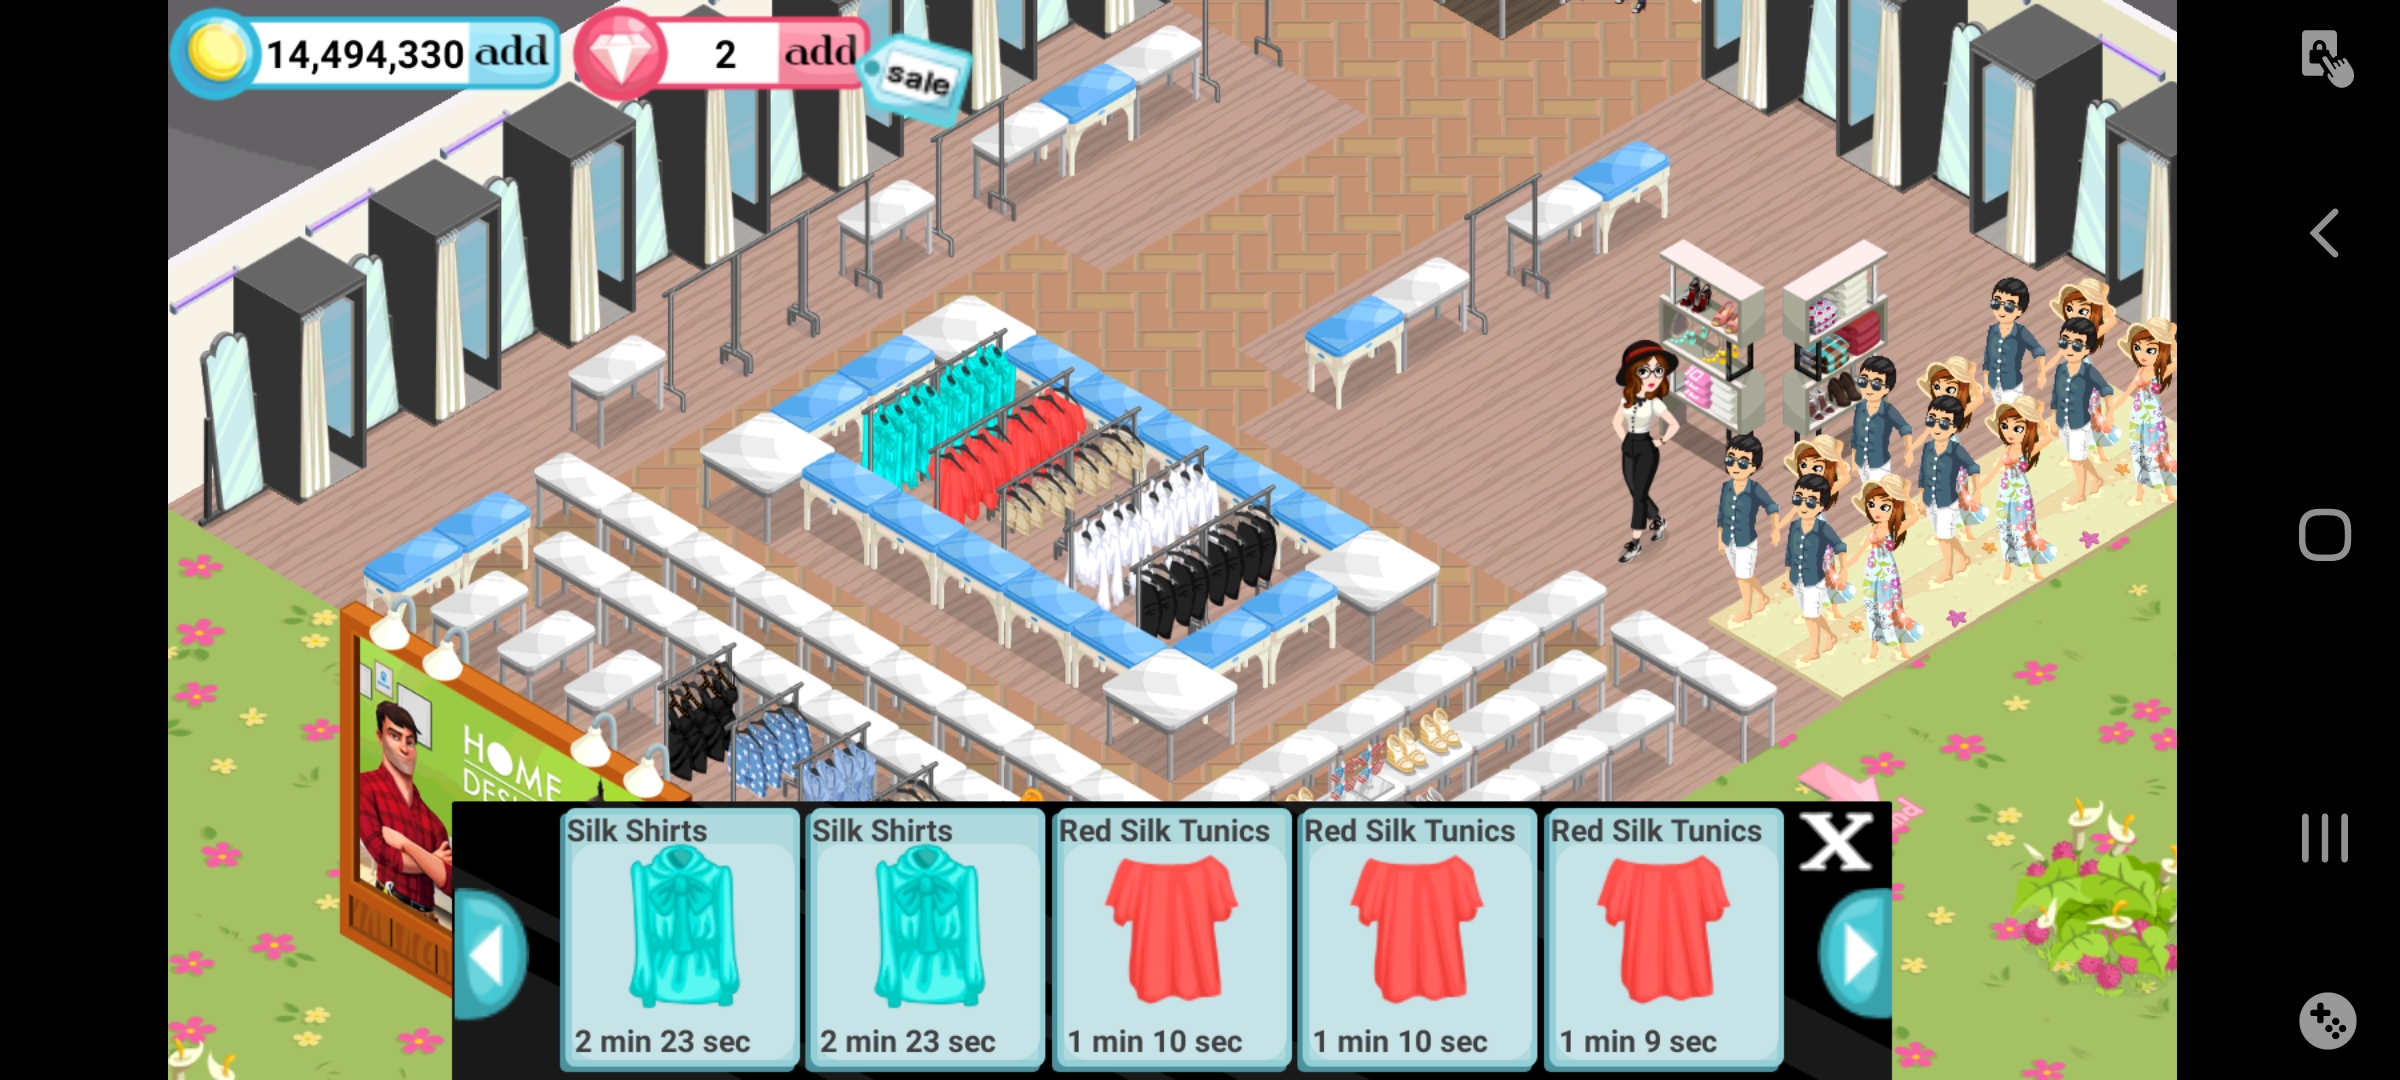 14,494,330 add
2 add
sale
HOME
Silk Shirts
2 min 23 sec
Silk Shirts
2 min 23 sec
Red Silk Tunics
1 min 10 sec
Red Silk Tunics
1 min 10 sec
Red Silk Tunics
1 min 9 sec
X